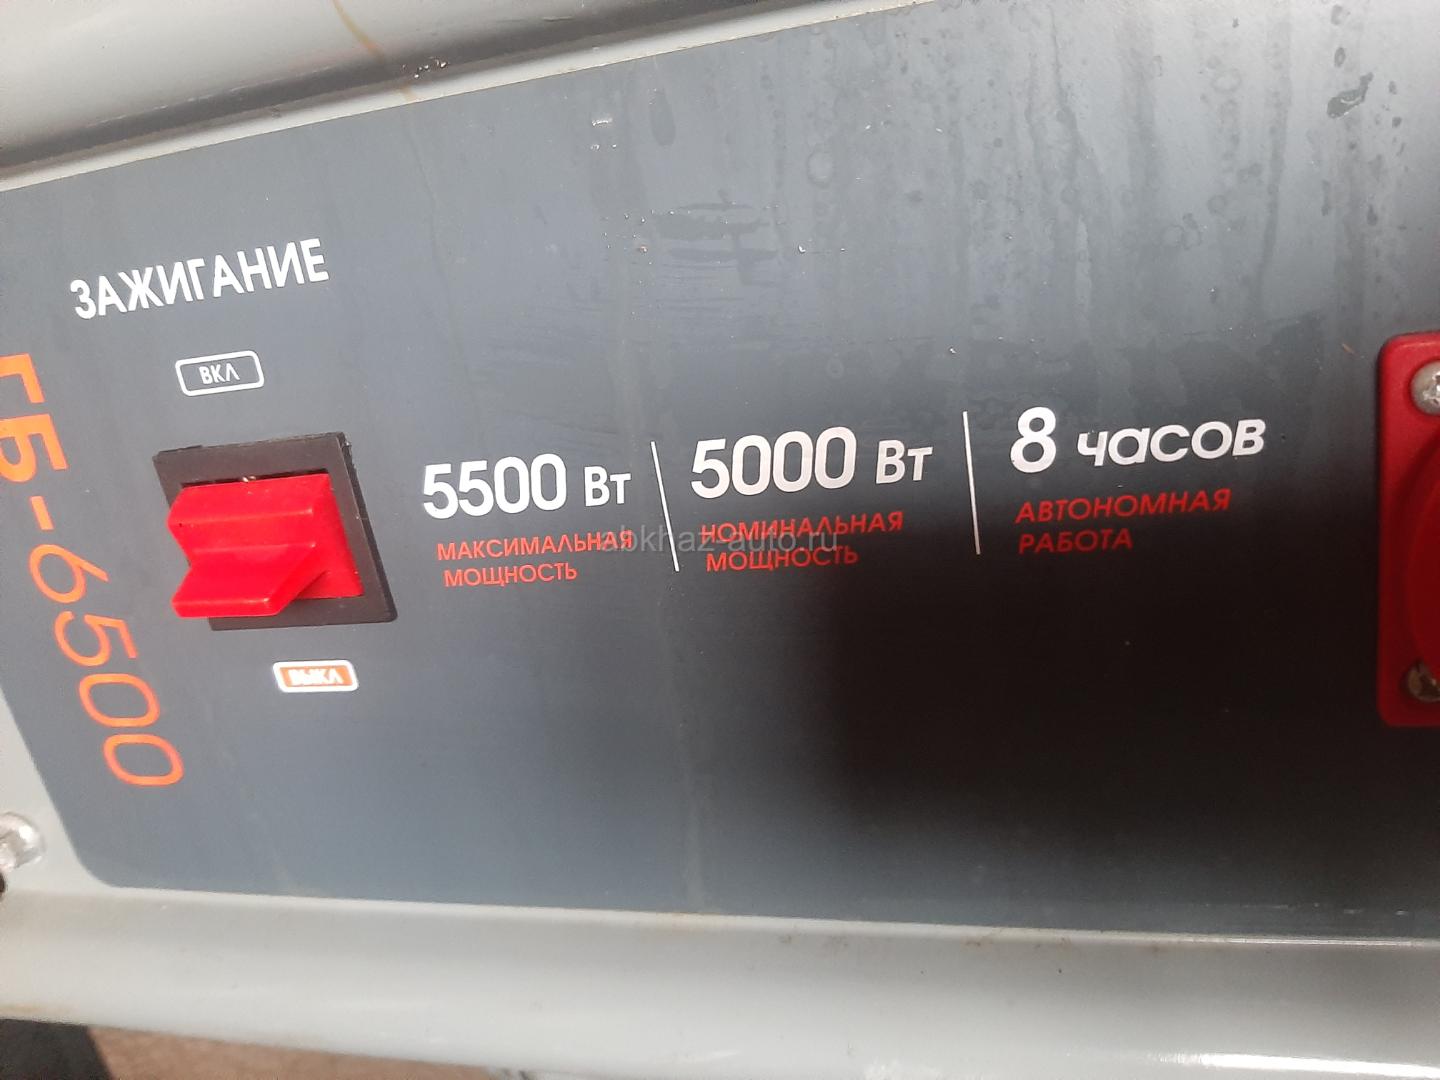 ЗАЖИГАНИЕ
ВКЛ
ВЫКЛ
ГБ-6500
5500 Вт
МАКСИМАЛЬНАЯ
МОЩНОСТЬ
5000 Вт
НОМИНАЛЬНАЯ
МОЩНОСТЬ
8 часов
АВТОНОМНАЯ
РАБОТА
abkhaz-auto.ru